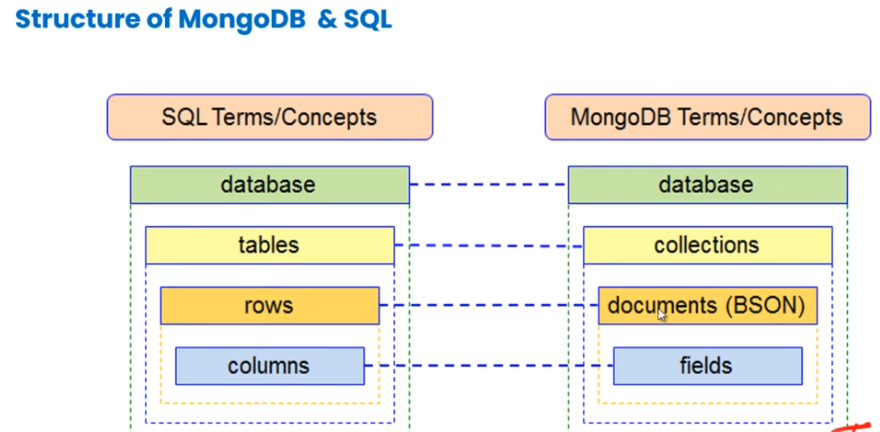 Structure of MongoDB & SQL
SQL Terms/Concepts
MongoDB Terms/Concepts
database
database
tables
collections
rows
documents (BSON)
columns
fields